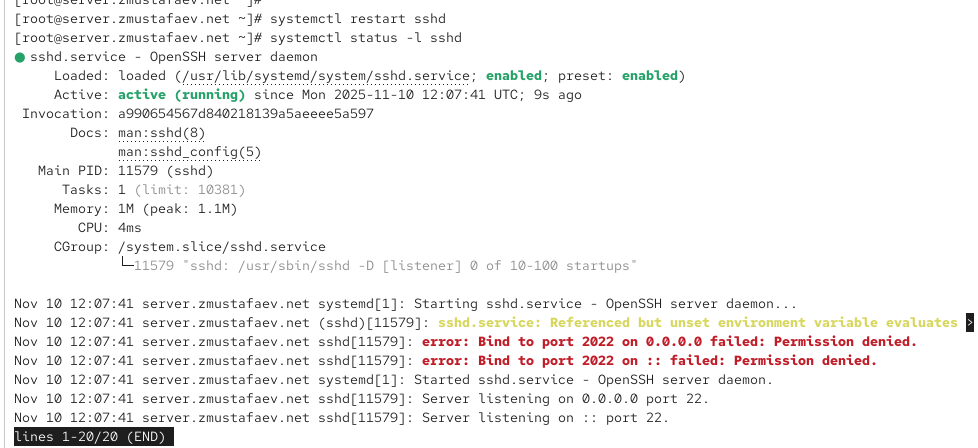 [root@server.zmustafaev.net ~]#
[root@server.zmustafaev.net ~]# systemctl restart sshd
[root@server.zmustafaev.net ~]# systemctl status -l sshd
● sshd.service - OpenSSH server daemon
Loaded: loaded (/usr/lib/systemd/system/sshd.service; enabled; preset: enabled)
Active: active (running) since Mon 2025-11-10 12:07:41 UTC; 9s ago
Invocation: a990654567d840218139a5aeeee5a597
Docs: man:sshd(8)
man:sshd_config(5)
Main PID: 11579 (sshd)
Tasks: 1 (limit: 10381)
Memory: 1M (peak: 1.1M)
CPU: 4ms
CGroup: /system.slice/sshd.service
└─11579 "sshd: /usr/sbin/sshd -D [listener] 0 of 10-100 startups"
Nov 10 12:07:41 server.zmustafaev.net systemd[1]: Starting sshd.service - OpenSSH server daemon...
Nov 10 12:07:41 server.zmustafaev.net (sshd)[11579]: sshd.service: Referenced but unset environment variable evaluates >
Nov 10 12:07:41 server.zmustafaev.net sshd[11579]: error: Bind to port 2022 on 0.0.0.0 failed: Permission denied.
Nov 10 12:07:41 server.zmustafaev.net sshd[11579]: error: Bind to port 2022 on :: failed: Permission denied.
Nov 10 12:07:41 server.zmustafaev.net systemd[1]: Started sshd.service - OpenSSH server daemon.
Nov 10 12:07:41 server.zmustafaev.net sshd[11579]: Server listening on 0.0.0.0 port 22.
Nov 10 12:07:41 server.zmustafaev.net sshd[11579]: Server listening on :: port 22.
lines 1-20/20 (END)